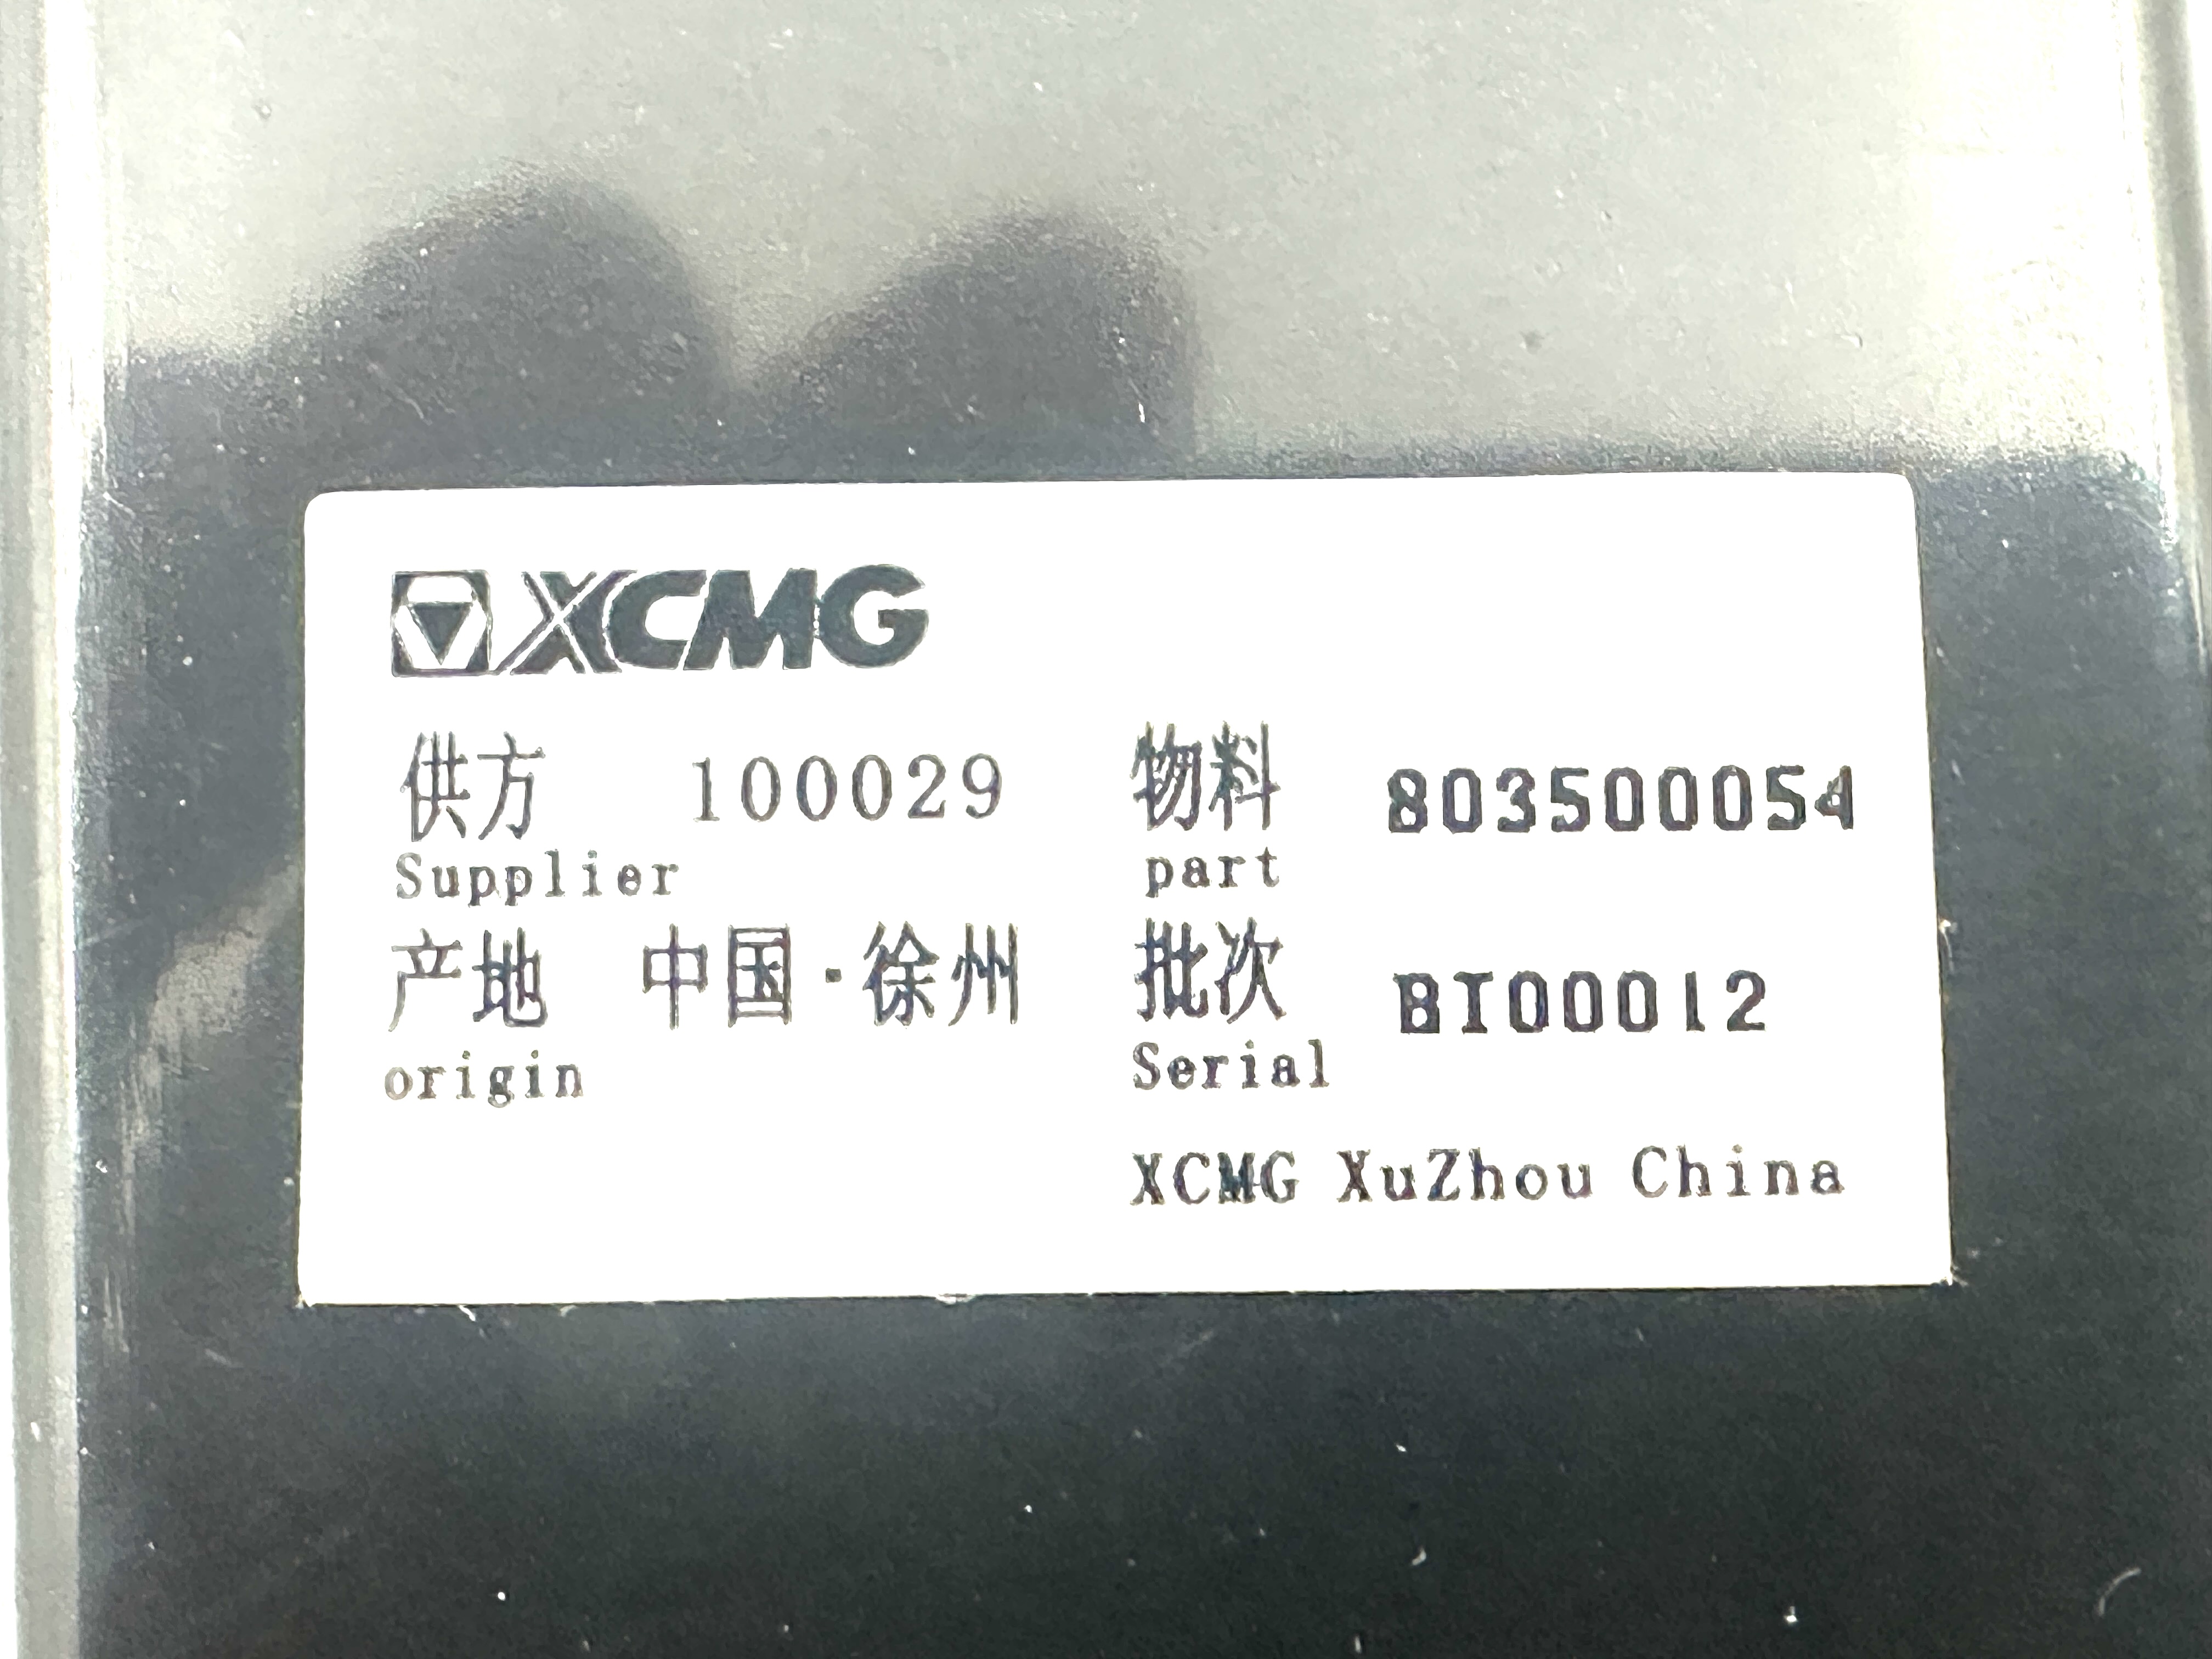 XCMG
供方 100029 物料 803500054
Supplier part
产地 中国·徐州 批次 BT00012
origin Serial
XCMG XuZhou China